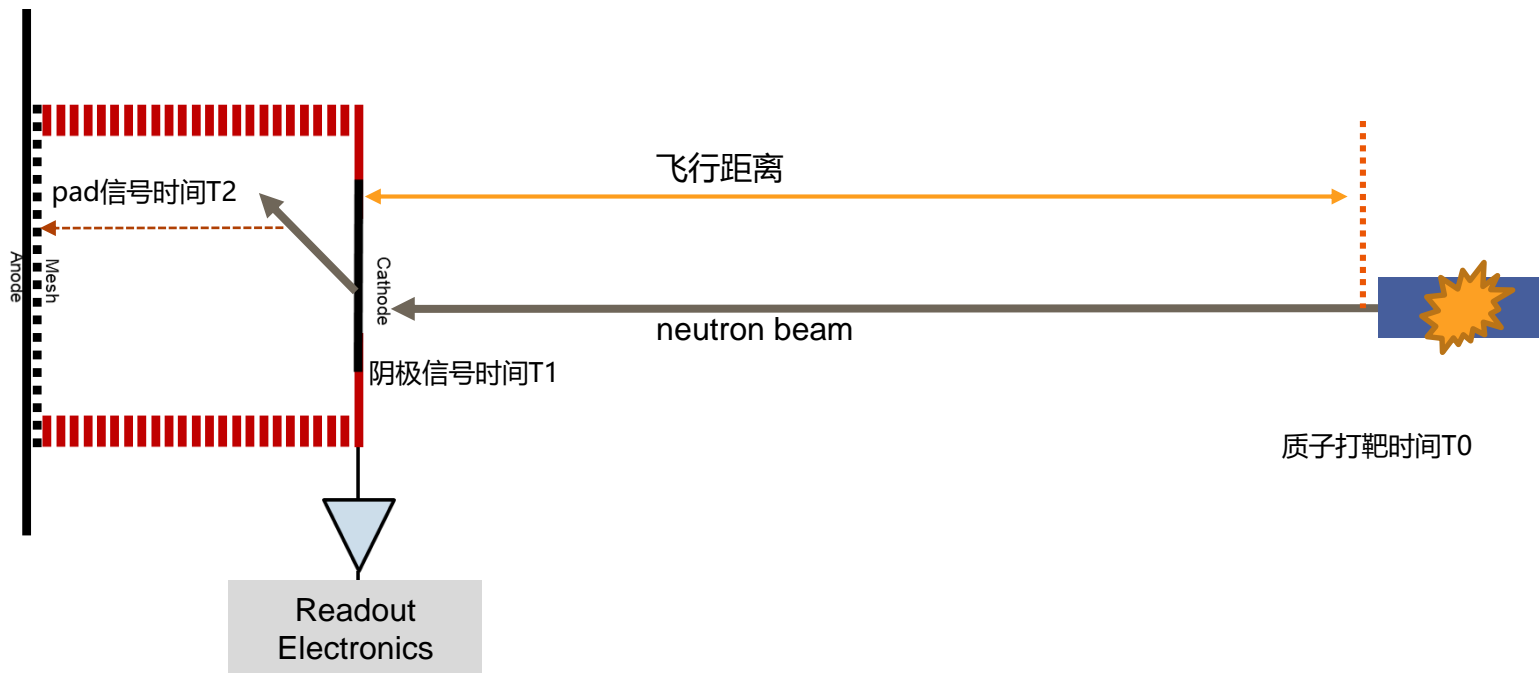 飞行距离
pad信号时间T2
Anode
Mesh
Cathode
neutron beam
阴极信号时间T1
质子打靶时间T0
Readout
Electronics